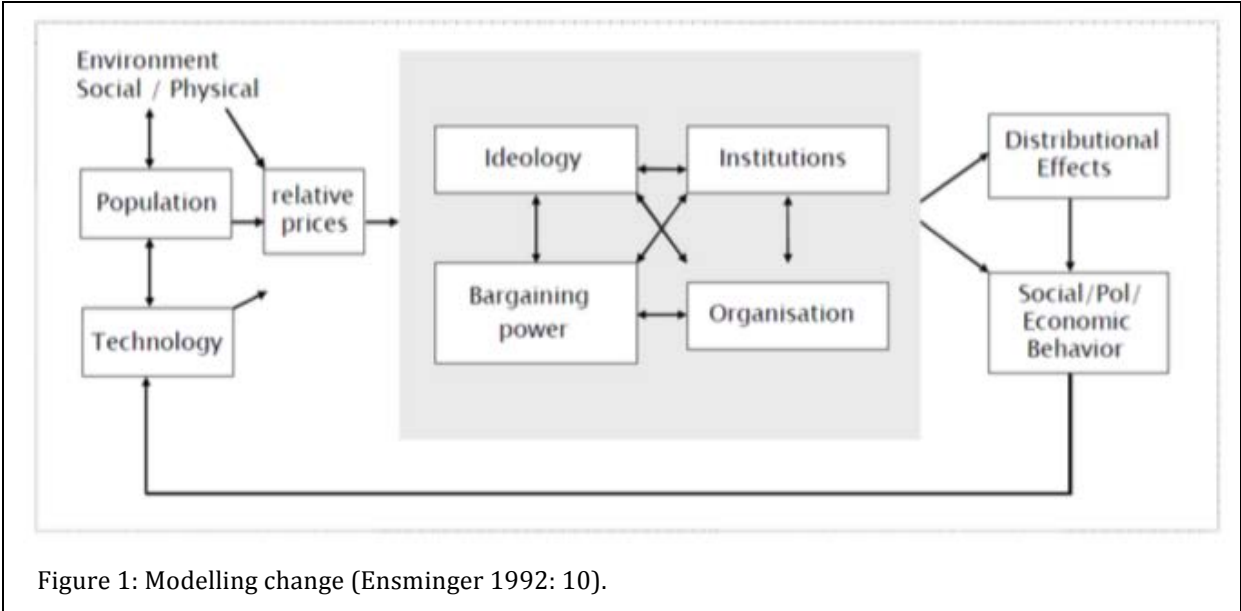 Environment
Social / Physical
Population
Technology
relative
prices
Ideology
Institutions
Bargaining
power
Organisation
Distributional
Effects
Social/Pol/
Economic
Behavior
Figure 1: Modelling change (Ensminger 1992: 10).